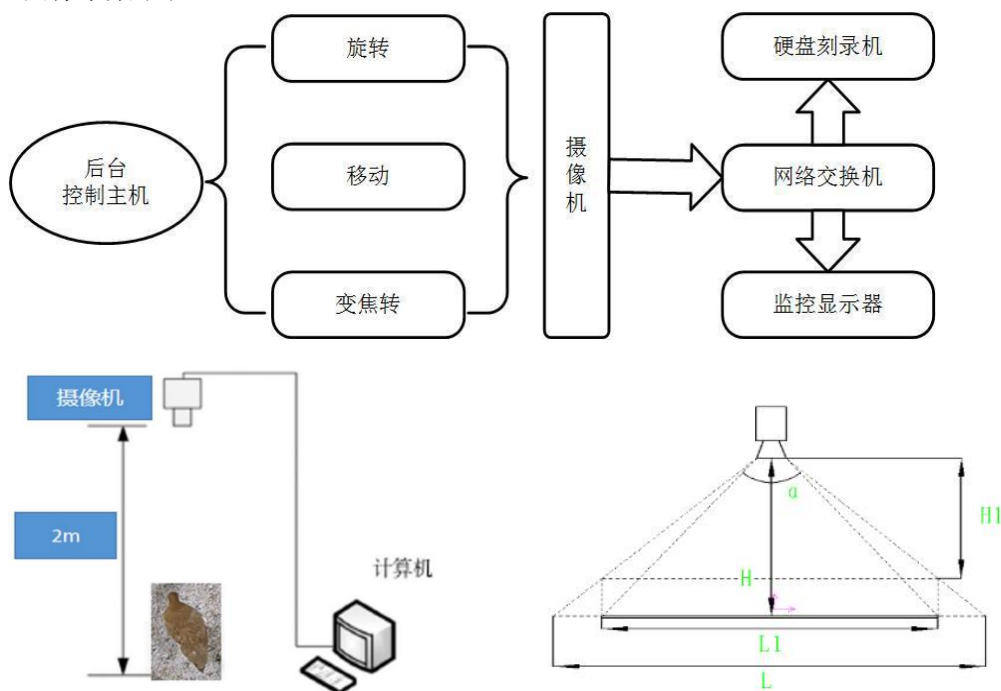 旋转
硬盘刻录机
后台
控制主机
移动
摄
像
机
网络交换机
变焦转
监控显示器
摄像机
2m
计算机
α
H1
H
L1
L